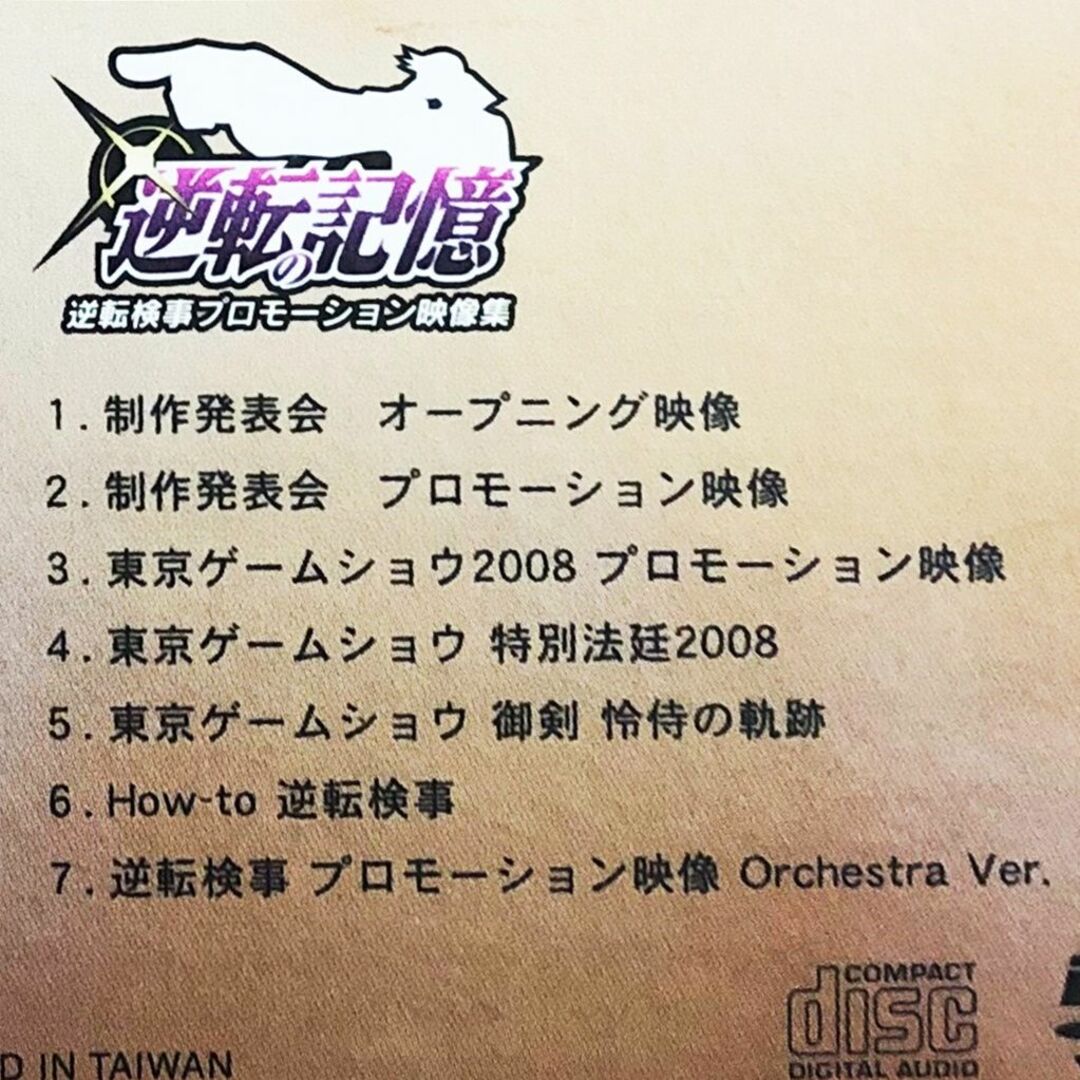 逆転の記憶
逆転検事プロモーション映像集
1. 制作発表会　オープニング映像
2. 制作発表会　プロモーション映像
3. 東京ゲームショウ2008 プロモーション映像
4. 東京ゲームショウ 特別法廷2008
5. 東京ゲームショウ 御剣 怜侍の軌跡
6. How-to 逆転検事
7. 逆転検事 プロモーション映像 Orchestra Ver.
COMPACT
disc
DIGITAL AUDIO
D IN TAIWAN